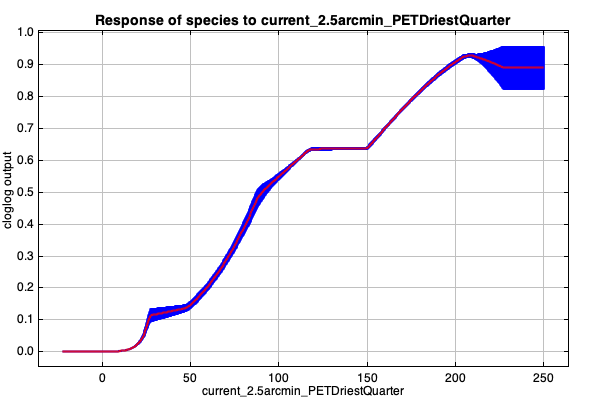 Response of species to current_2.5arcmin_PETDriestQuarter
1.0
0.9
0.8
0.7
0.6
0.5
0.4
0.3
0.2
0.1
0.0
cloglog output
0 50 100 150 200 250
current_2.5arcmin_PETDriestQuarter